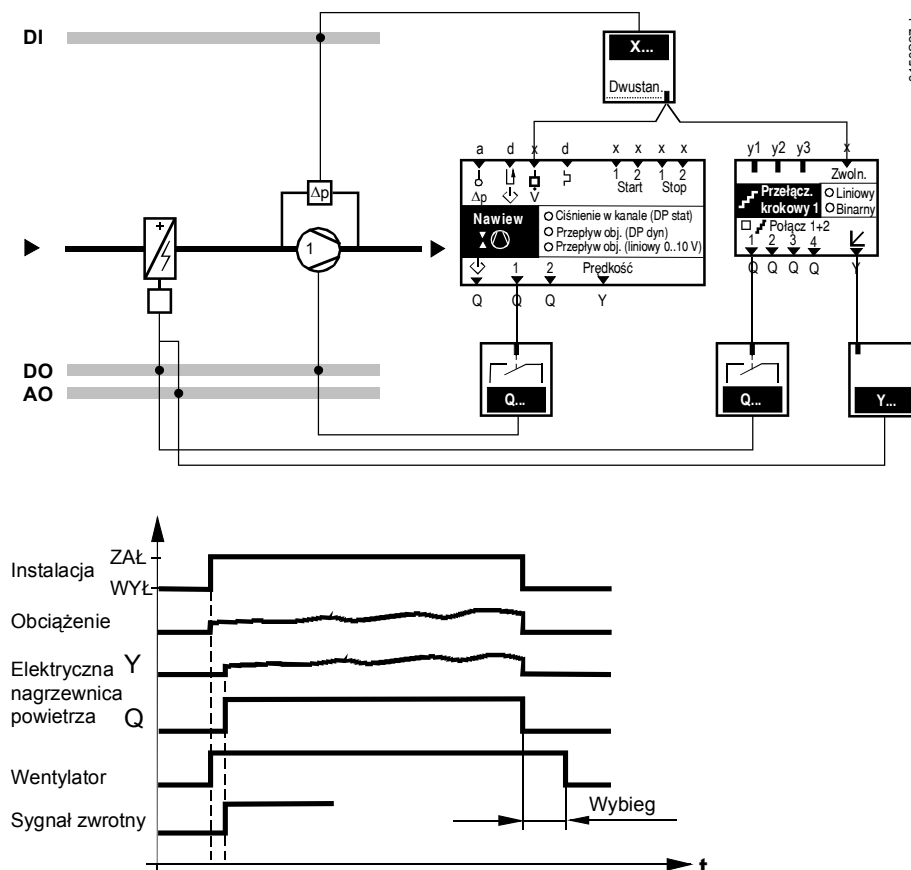 DI
X...
Dwustan.
a d x d x x x x
1 2 1 2
Start Stop
Δp V
Nawiew
Ciśnienie w kanale (DP stat)
Przepływ obj. (DP dyn)
Przepływ obj. (liniowy 0..10 V)
1 2 Prędkość
Q Q Q Y
y1 y2 y3 x
Zwoln.
Przełącz.
krokowy 1
Liniowy
Binarny
Połącz 1+2
1 2 3 4
Q Q Q Q Y
Δp
1
+
DO
AO
Q...
Q...
Y...
Instalacja
ZAŁ
WYŁ
Obciążenie
Elektryczna
nagrzewnica
powietrza
Y
Q
Wentylator
Sygnał zwrotny
Wybieg
t